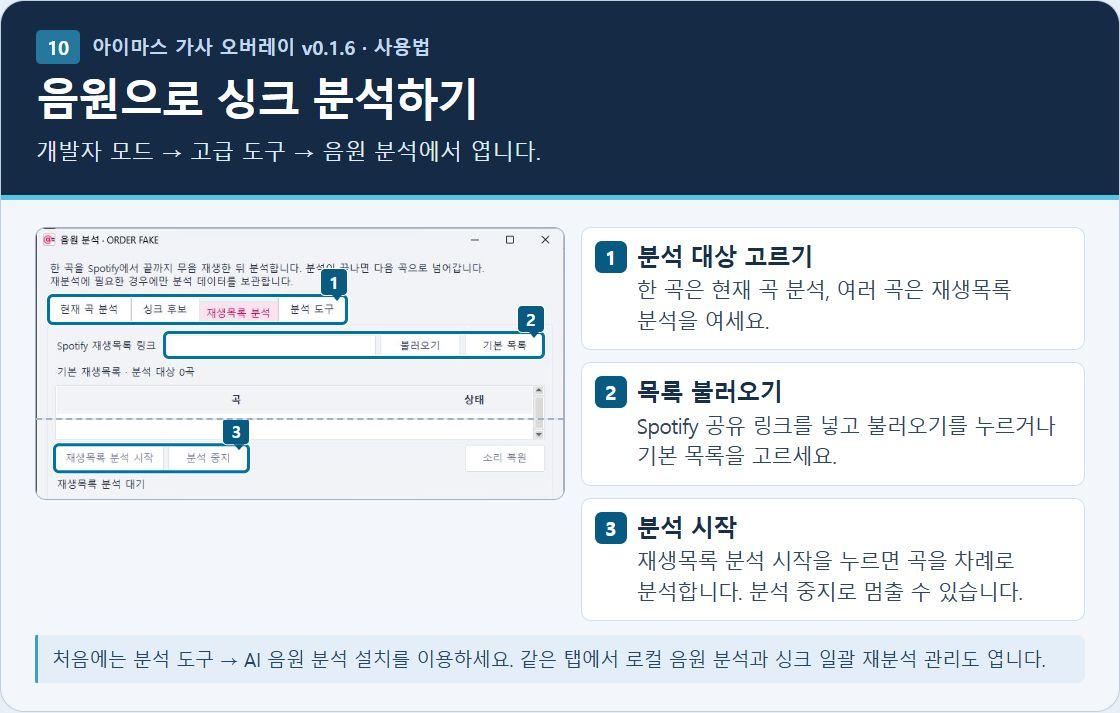 10 아이마스 가사 오버레이 v0.1.6 · 사용법
음원으로 싱크 분석하기
개발자 모드 → 고급 도구 → 음원 분석에서 엽니다.
음원 분석 - ORDER FAKE
한 곡을 Spotify에서 끝까지 무음 재생한 뒤 분석합니다. 분석이 끝나면 다음 곡으로 넘어갑니다.
재분석에 필요한 경우에만 분석 데이터를 보관합니다.
1
현재 곡 분석 싱크 후보 재생목록 분석 분석 도구
2
Spotify 재생목록 링크 불러오기 기본 목록
기본 재생목록 · 분석 대상 0곡
곡 상태
3
재생목록 분석 시작 분석 중지 소리 복원
재생목록 분석 대기
1 분석 대상 고르기
한 곡은 현재 곡 분석, 여러 곡은 재생목록
분석을 여세요.
2 목록 불러오기
Spotify 공유 링크를 넣고 불러오기를 누르거나
기본 목록을 고르세요.
3 분석 시작
재생목록 분석 시작을 누르면 곡을 차례로
분석합니다. 분석 중지로 멈출 수 있습니다.
처음에는 분석 도구 → AI 음원 분석 설치를 이용하세요. 같은 탭에서 로컬 음원 분석과 싱크 일괄 재분석 관리도 엽니다.